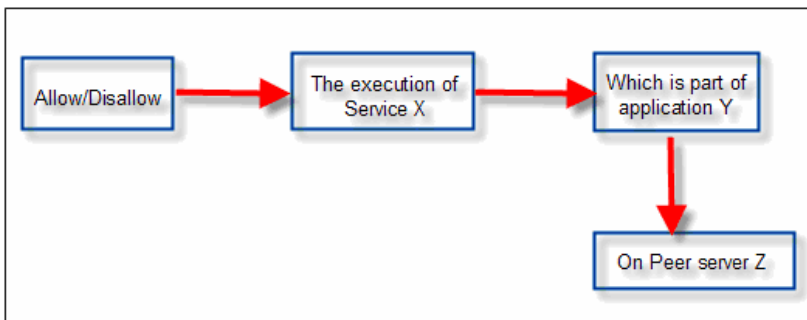 Allow/Disallow
The execution of
Service X
Which is part of
application Y
On Peer server Z